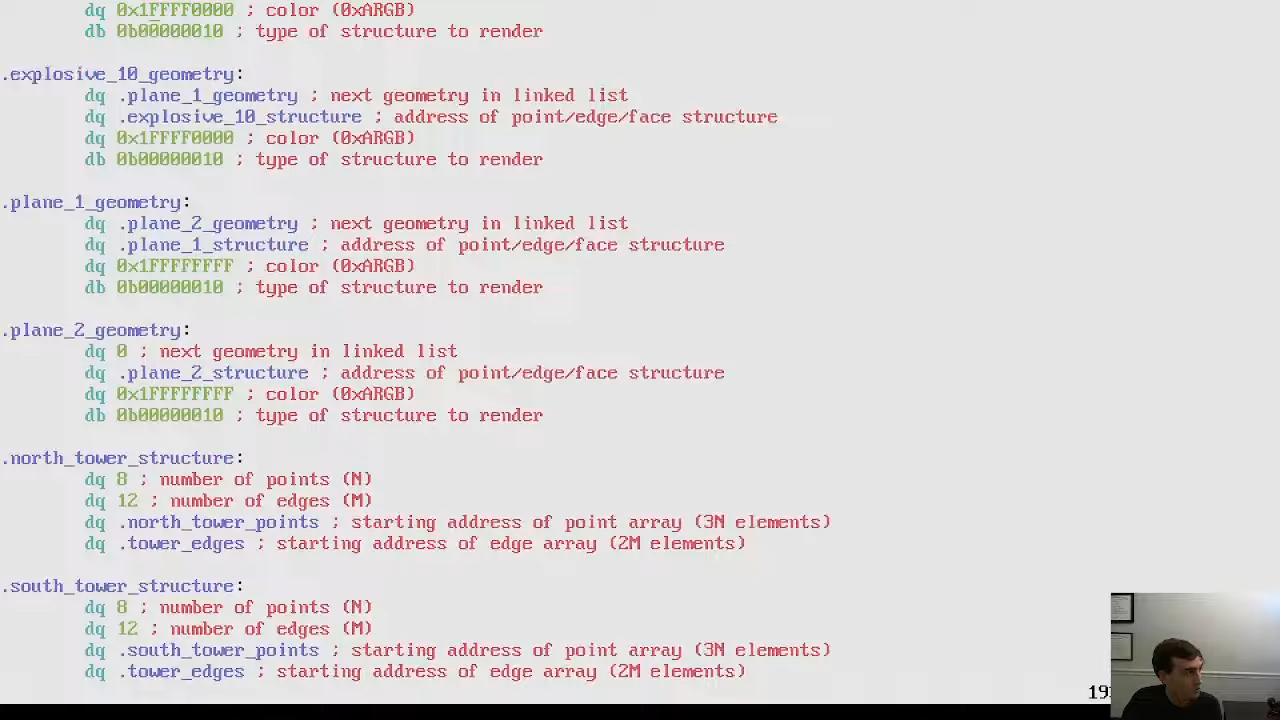 dq 0x1FFFF0000 ; color (0xARGB)
db 0b00000010 ; type of structure to render
.explosive_10_geometry:
dq .plane_1_geometry ; next geometry in linked list
dq .explosive_10_structure ; address of point/edge/face structure
dq 0x1FFFF0000 ; color (0xARGB)
db 0b00000010 ; type of structure to render
.plane_1_geometry:
dq .plane_2_geometry ; next geometry in linked list
dq .plane_1_structure ; address of point/edge/face structure
dq 0x1FFFFFFFF ; color (0xARGB)
db 0b00000010 ; type of structure to render
.plane_2_geometry:
dq 0 ; next geometry in linked list
dq .plane_2_structure ; address of point/edge/face structure
dq 0x1FFFFFFFF ; color (0xARGB)
db 0b00000010 ; type of structure to render
.north_tower_structure:
dq 8 ; number of points (N)
dq 12 ; number of edges (M)
dq .north_tower_points ; starting address of point array (3N elements)
dq .tower_edges ; starting address of edge array (2M elements)
.south_tower_structure:
dq 8 ; number of points (N)
dq 12 ; number of edges (M)
dq .south_tower_points ; starting address of point array (3N elements)
dq .tower_edges ; starting address of edge array (2M elements)